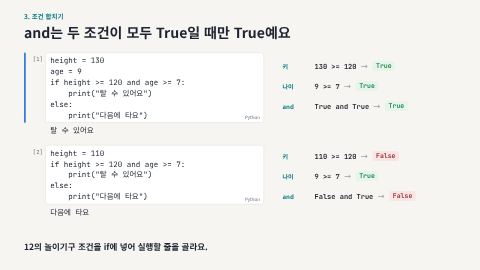 3. 조건 합치기
and는 두 조건이 모두 True일 때만 True예요
[1]
height = 130
age = 9
if height >= 120 and age >= 7:
    print("탈 수 있어요")
else:
    print("다음에 타요")
Python
탈 수 있어요
키 130 >= 120 → True
나이 9 >= 7 → True
and True and True → True
[2]
height = 110
if height >= 120 and age >= 7:
    print("탈 수 있어요")
else:
    print("다음에 타요")
Python
다음에 타요
키 110 >= 120 → False
나이 9 >= 7 → True
and False and True → False
12의 놀이기구 조건을 if에 넣어 실행할 줄을 골라요.